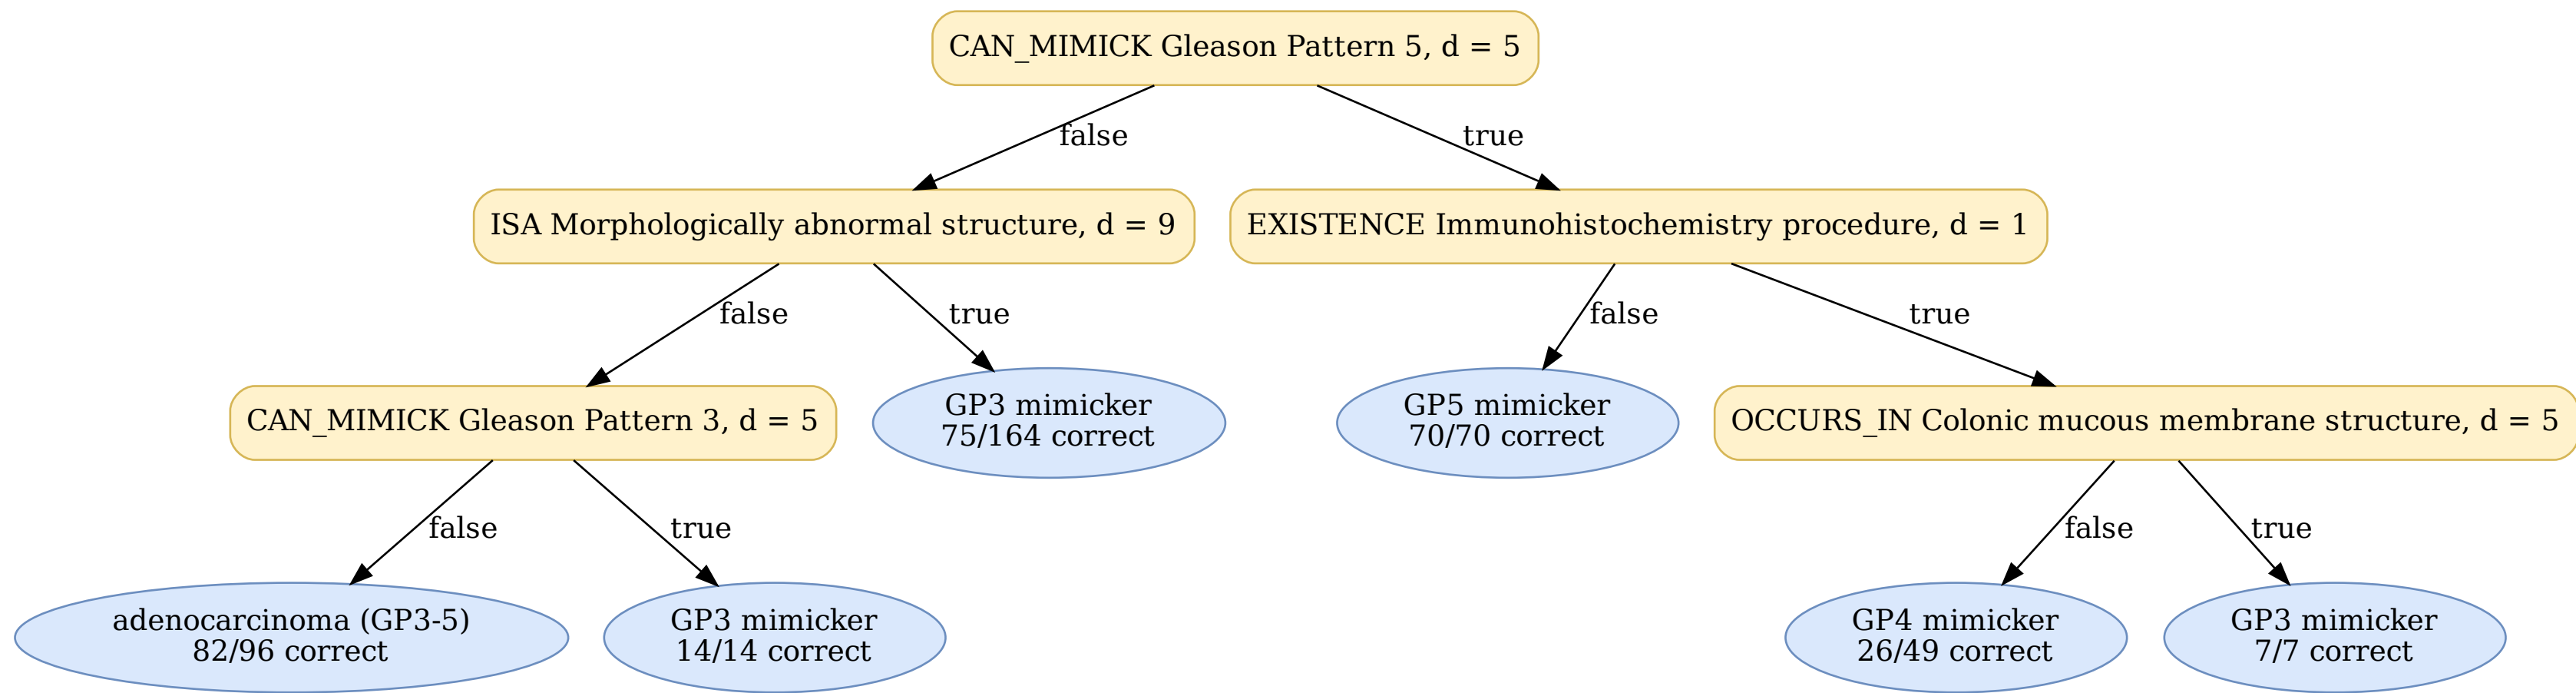 CAN_MIMICK Gleason Pattern 5, d = 5
false
true
ISA Morphologically abnormal structure, d = 9
EXISTENCE Immunohistochemistry procedure, d = 1
false
true
false
true
CAN_MIMICK Gleason Pattern 3, d = 5
GP3 mimicker
75/164 correct
GP5 mimicker
70/70 correct
OCCURS_IN Colonic mucous membrane structure, d = 5
false
true
false
true
adenocarcinoma (GP3-5)
82/96 correct
GP3 mimicker
14/14 correct
GP4 mimicker
26/49 correct
GP3 mimicker
7/7 correct